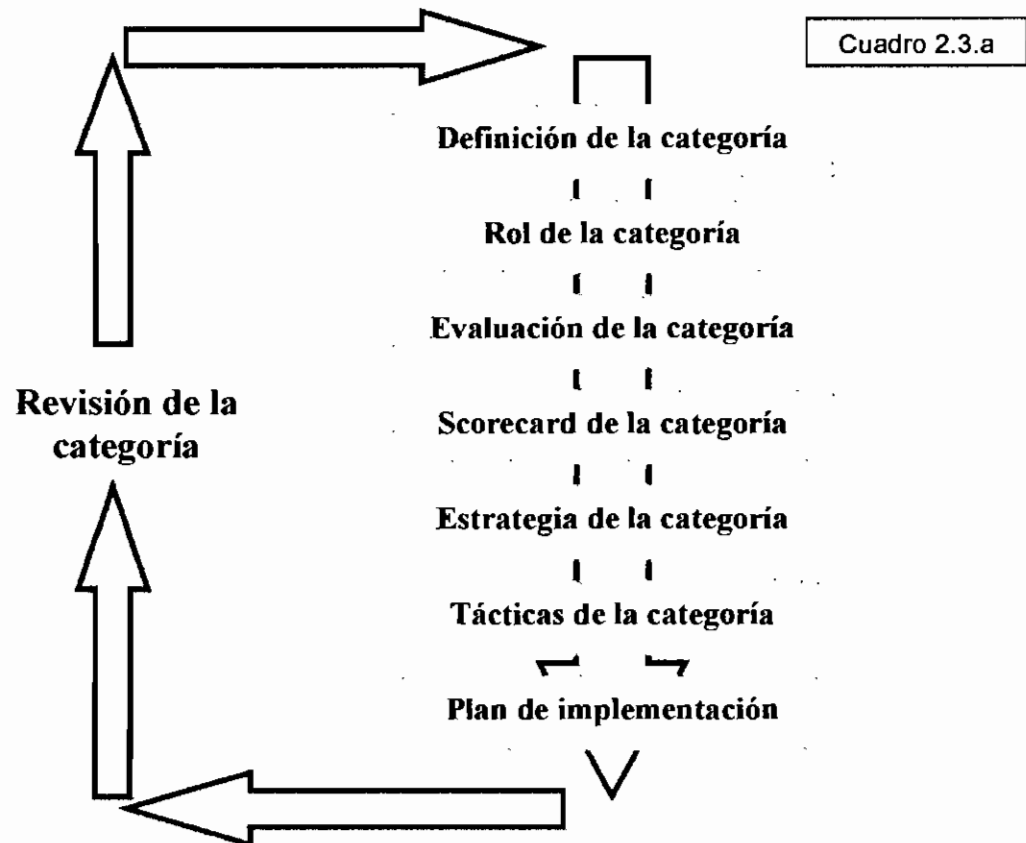 Cuadro 2.3.a
Definición de la categoría
Rol de la categoría
Evaluación de la categoría
Revisión de la
categoría
Scorecard de la categoría
Estrategia de la categoría
Tácticas de la categoría
Plan de implementación